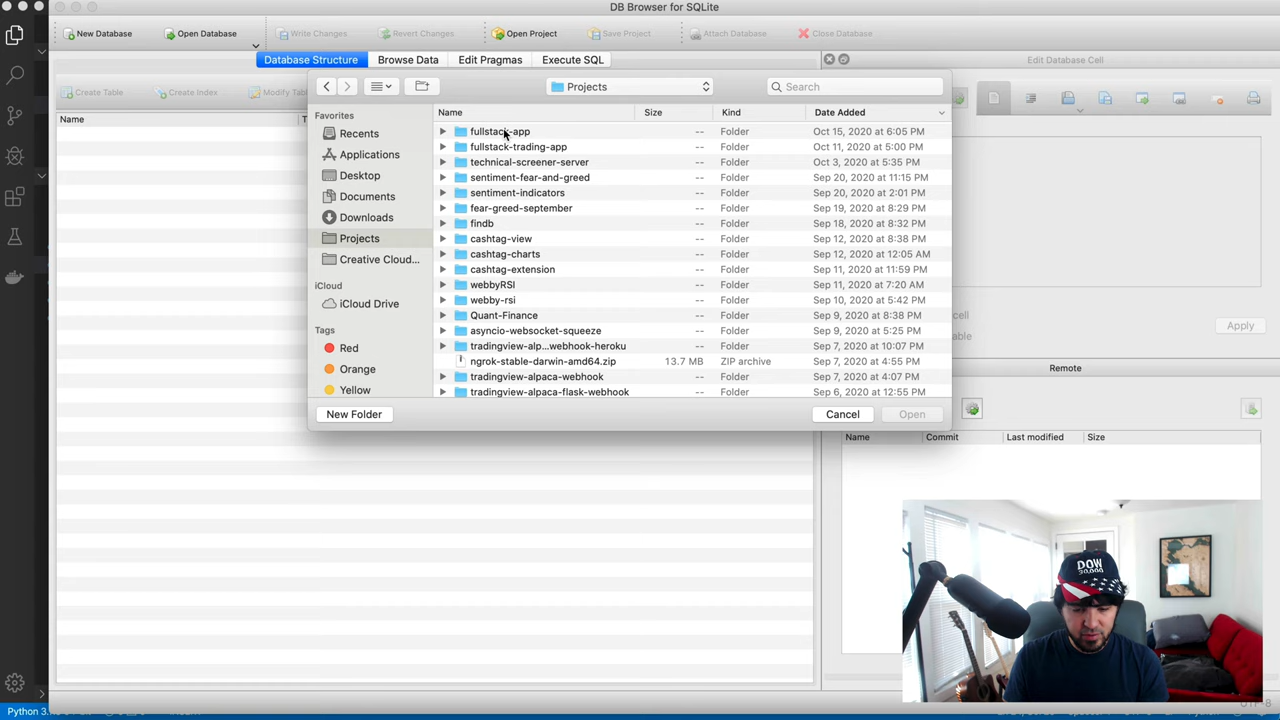 DB Browser for SQLite
New Database
Open Database
Write Changes
Revert Changes
Open Project
Save Project
Attach Database
Close Database
Database Structure
Browse Data
Edit Pragmas
Execute SQL
Edit Database Cell
Create Table
Create Index
Modify Tab
Name
T
Projects
Search
Favorites
Recents
Applications
Desktop
Documents
Downloads
Projects
Creative Cloud...
iCloud
iCloud Drive
Tags
Red
Orange
Yellow
Name Size Kind Date Added
fullstack-app -- Folder Oct 15, 2020 at 6:05 PM
fullstack-trading-app -- Folder Oct 11, 2020 at 5:00 PM
technical-screener-server -- Folder Oct 3, 2020 at 5:35 PM
sentiment-fear-and-greed -- Folder Sep 20, 2020 at 11:15 PM
sentiment-indicators -- Folder Sep 20, 2020 at 2:01 PM
fear-greed-september -- Folder Sep 19, 2020 at 8:29 PM
findb -- Folder Sep 18, 2020 at 8:32 PM
cashtag-view -- Folder Sep 12, 2020 at 8:38 PM
cashtag-charts -- Folder Sep 12, 2020 at 12:05 AM
cashtag-extension -- Folder Sep 11, 2020 at 11:59 PM
webbyRSI -- Folder Sep 11, 2020 at 7:20 AM
webby-rsi -- Folder Sep 10, 2020 at 5:42 PM
Quant-Finance -- Folder Sep 9, 2020 at 8:38 PM
asyncio-websocket-squeeze -- Folder Sep 9, 2020 at 5:25 PM
tradingview-alp...webhook-heroku -- Folder Sep 7, 2020 at 10:07 PM
ngrok-stable-darwin-amd64.zip 13.7 MB ZIP archive Sep 7, 2020 at 4:55 PM
tradingview-alpaca-webhook -- Folder Sep 7, 2020 at 4:07 PM
tradingview-alpaca-flask-webhook -- Folder Sep 6, 2020 at 12:55 PM
New Folder
Cancel
Open
cell
able
Apply
Remote
Name Commit Last modified Size
DOW
Python 3.